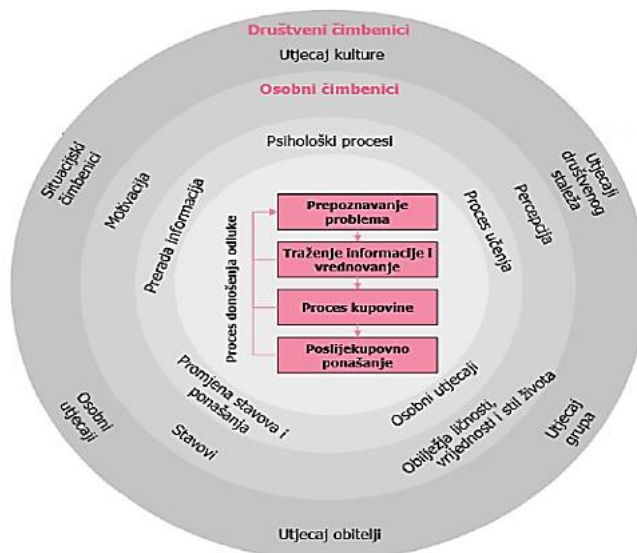 Društveni čimbenici
Utjecaj kulture
Osobni čimbenici
Psihološki procesi
Situacijski
čimbenici
Motivacija
Prerada informacija
Proces učenja
Percepcija
Utjecaji
društvenog
staleža
Proces donošenja odluke
Prepoznavanje
problema
Traženje informacije i
vrednovanje
Proces kupovine
Poslijekupovno
ponašanje
Osobni
utjecaji
Stavovi
Promjena stavova i
ponašanja
Osobni utjecaji
Obilježja ličnosti,
vrijednosti i stil života
Utjecaj
grupa
Utjecaj obitelji